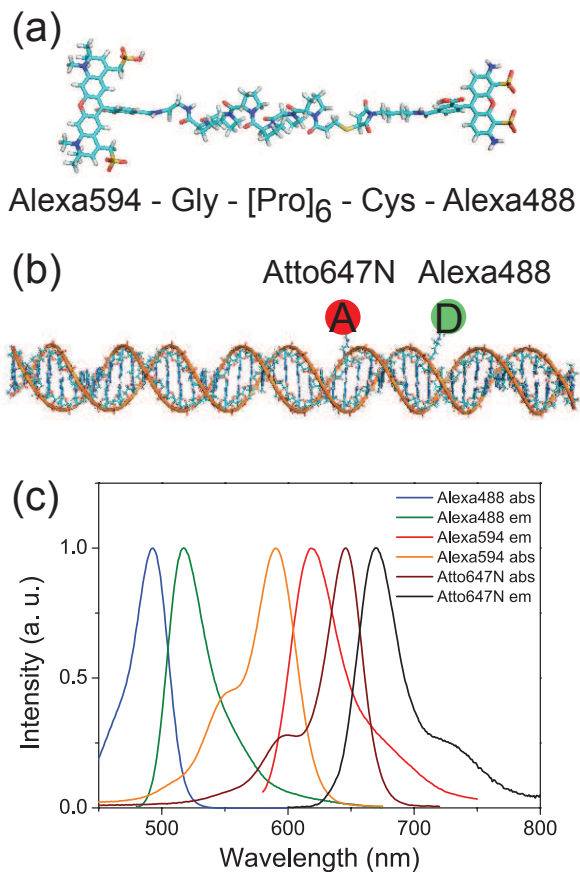 (a)
Alexa594 - Gly - [Pro]6 - Cys - Alexa488
(b)
Atto647N Alexa488
A D
(c)
Alexa488 abs
Alexa488 em
Alexa594 em
Alexa594 abs
Atto647N abs
Atto647N em
1.0
0.5
0.0
Intensity (a. u.)
500 600 700 800
Wavelength (nm)